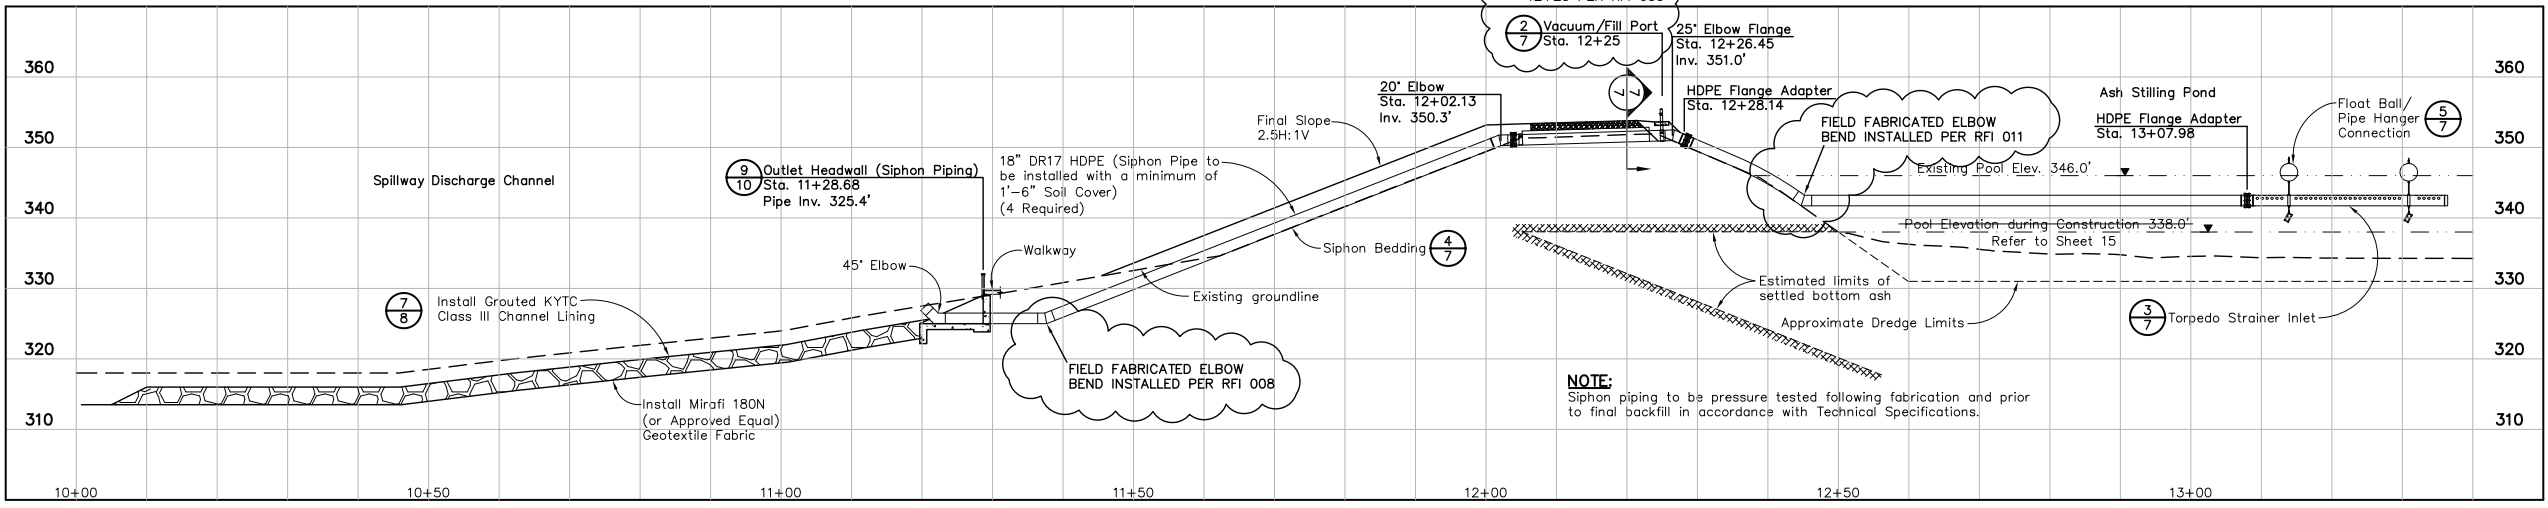 2
7
Vacuum/Fill Port
Sta. 12+25
25° Elbow Flange
Sta. 12+26.45
Inv. 351.0'
360
360
20° Elbow
Sta. 12+02.13
Inv. 350.3'
HDPE Flange Adapter
Sta. 12+28.14
Ash Stilling Pond
HDPE Flange Adapter
Sta. 13+07.98
Float Ball/
Pipe Hanger
Connection
5
7
Final Slope
2.5H:1V
FIELD FABRICATED ELBOW
BEND INSTALLED PER RFI 011
350
350
Spillway Discharge Channel
9
10
Outlet Headwall (Siphon Piping)
Sta. 11+28.68
Pipe Inv. 325.4'
18" DR17 HDPE (Siphon Pipe to
be installed with a minimum of
1'-6" Soil Cover)
(4 Required)
Existing Pool Elev. 346.0'
340
340
Pool Elevation during Construction 338.0'
Refer to Sheet 15
Walkway
Siphon Bedding
4
7
45° Elbow
330
330
Existing groundline
Estimated limits of
settled bottom ash
7
8
Install Grouted KYTC
Class III Channel Lining
Approximate Dredge Limits
3
7
Torpedo Strainer Inlet
320
320
FIELD FABRICATED ELBOW
BEND INSTALLED PER RFI 008
NOTE:
Siphon piping to be pressure tested following fabrication and prior
to final backfill in accordance with Technical Specifications.
Install Mirafi 180N
(or Approved Equal)
Geotextile Fabric
310
310
10+00
10+50
11+00
11+50
12+00
12+50
13+00